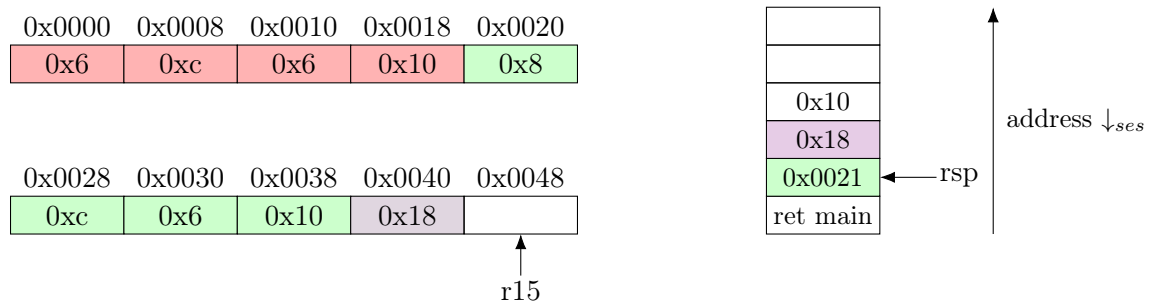 0x0000 0x0008 0x0010 0x0018 0x0020
0x6 0xc 0x6 0x10 0x8
0x0028 0x0030 0x0038 0x0040 0x0048
0xc 0x6 0x10 0x18
r15
0x10
0x18
0x0021
ret main
rsp
address ↓ses